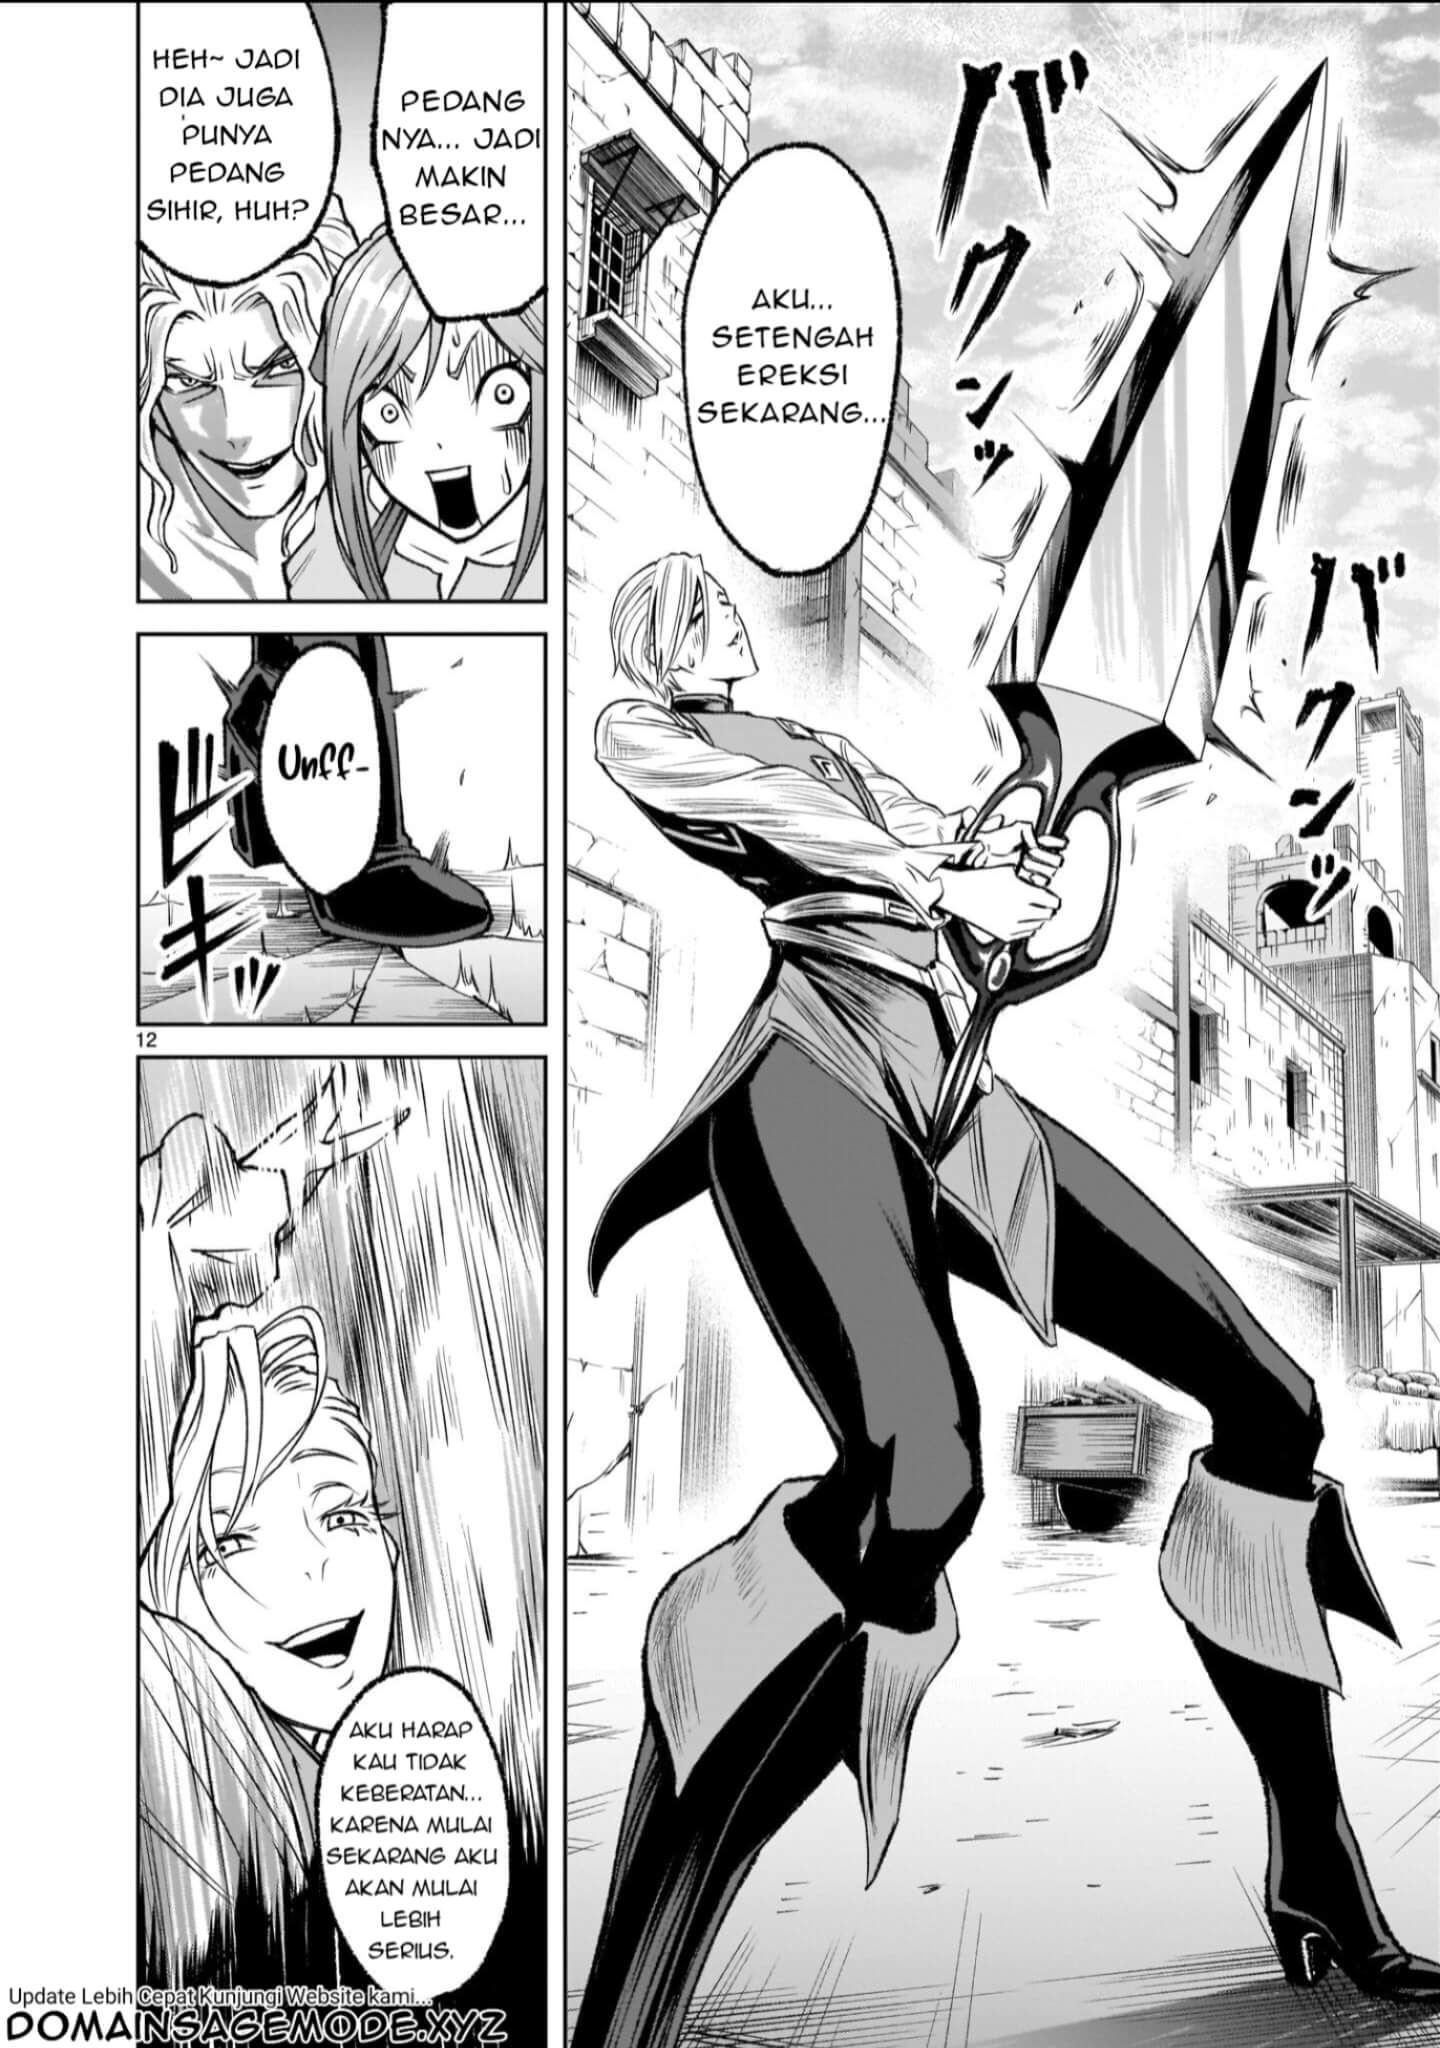 バクンッ
バクンッ
AKU...
SETENGAH
EREKSI
SEKARANG...
PEDANG
NYA... JADI
MAKIN
BESAR...
HEH~ JADI
DIA JUGA
PUNYA
PEDANG
SIHIR, HUH?
Unff-
ビキッ
12
AKU HARAP
KAU TIDAK
KEBERATAN...
KARENA MULAI
SEKARANG AKU
AKAN MULAI
LEBIH
SERIUS.
Update Lebih Cepat Kunjungi Website kami...
DOMAINSAGEMODE.XYZ